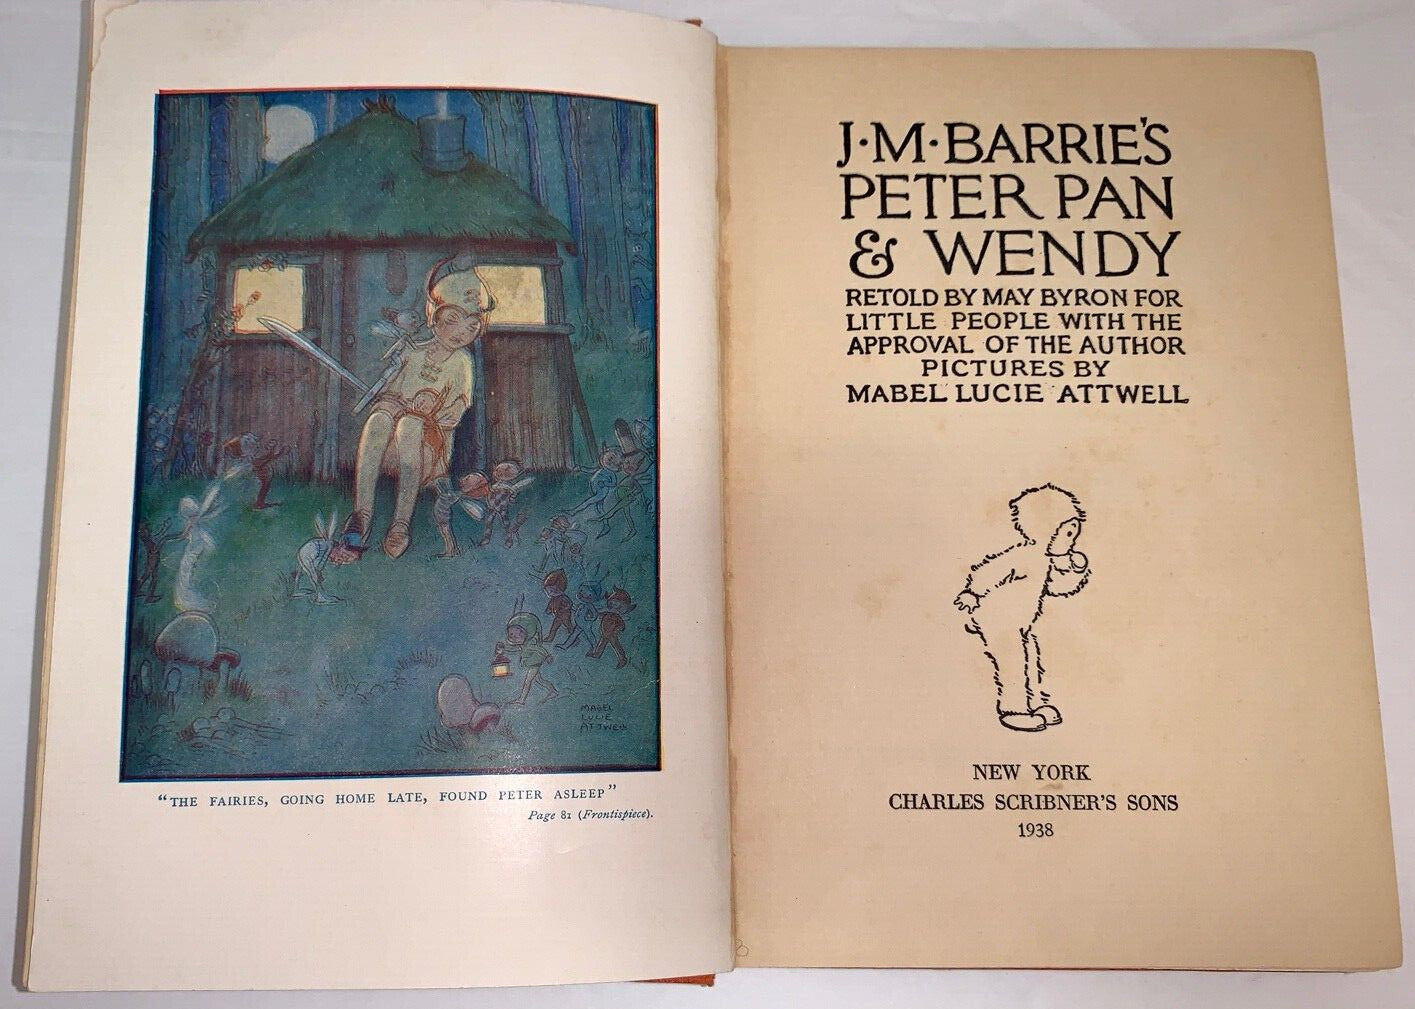 MABEL
LUCIE
ATTWELL
"THE FAIRIES, GOING HOME LATE, FOUND PETER ASLEEP"
Page 81 (Frontispiece).
J·M·BARRIE'S
PETER PAN
& WENDY
RETOLD BY MAY BYRON FOR
LITTLE PEOPLE WITH THE
APPROVAL OF THE AUTHOR
PICTURES BY
MABEL LUCIE ATTWELL
NEW YORK
CHARLES SCRIBNER'S SONS
1938